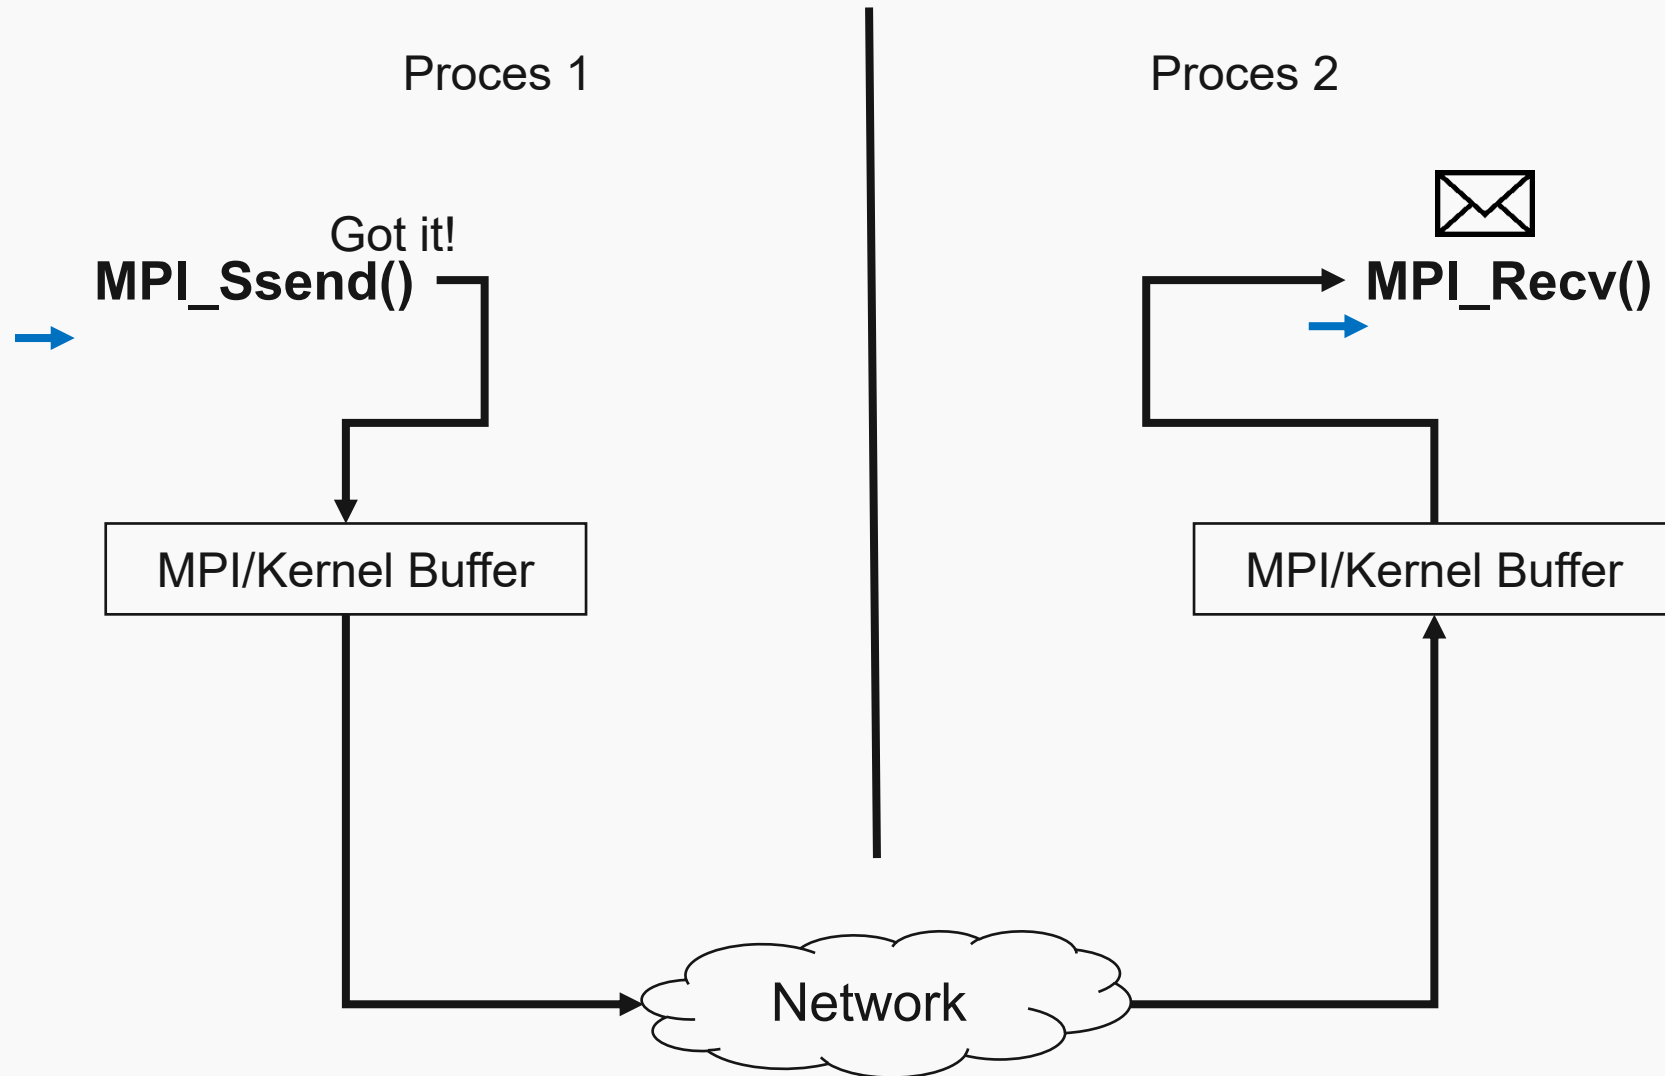 Proces 1
Proces 2
Got it!
MPI_Ssend()
MPI_Recv()
MPI/Kernel Buffer
MPI/Kernel Buffer
Network